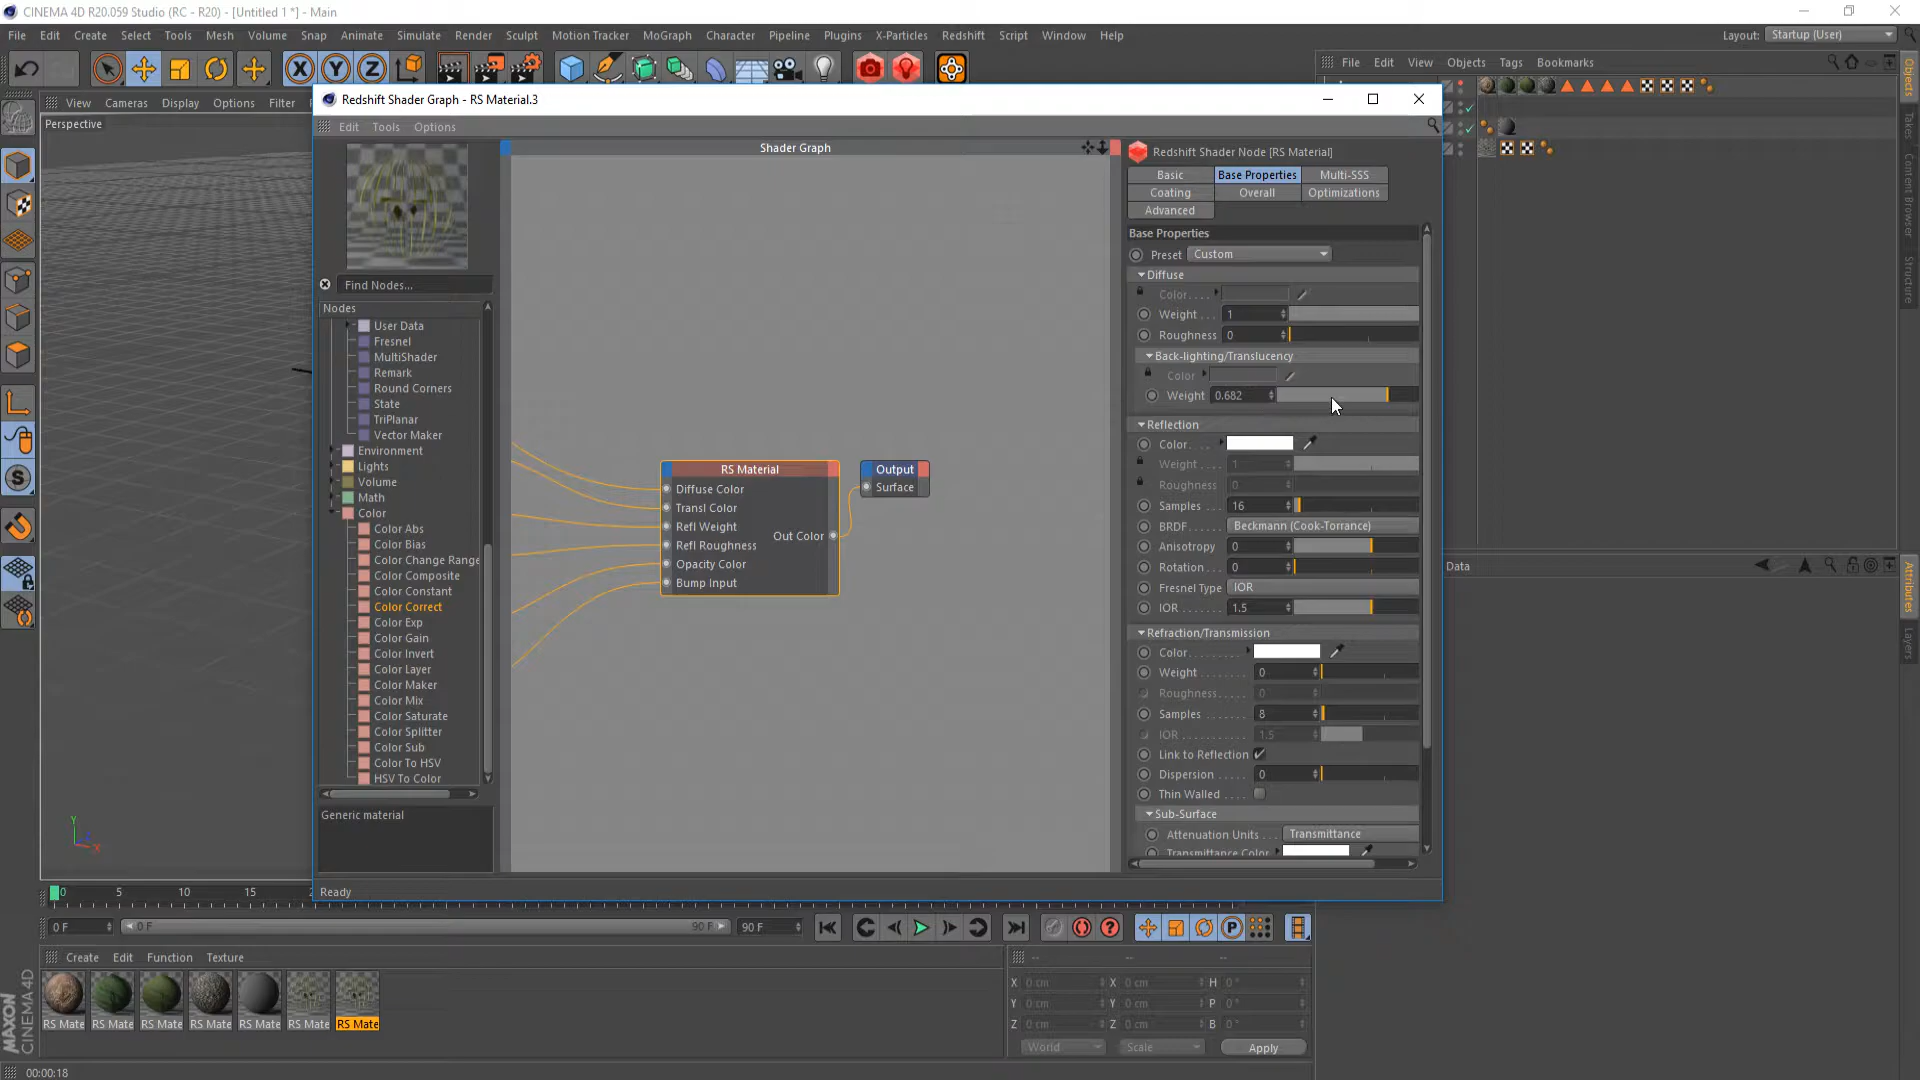 CINEMA 4D R20.059 Studio (RC - R20) - [Untitled 1 *] - Main
File Edit Create Select Tools Mesh Volume Snap Animate Simulate Render Sculpt Motion Tracker MoGraph Character Pipeline Plugins X-Particles Redshift Script Window Help
Layout: Startup (User)
File Edit View Objects Tags Bookmarks
View Cameras Display Options Filter
Perspective
Redshift Shader Graph - RS Material.3
Edit Tools Options
Find Nodes...
Nodes
User Data
Fresnel
MultiShader
Remark
Round Corners
State
TriPlanar
Vector Maker
Environment
Lights
Volume
Math
Color
Color Abs
Color Bias
Color Change Range
Color Composite
Color Constant
Color Correct
Color Exp
Color Gain
Color Invert
Color Layer
Color Maker
Color Mix
Color Saturate
Color Splitter
Color Sub
Color To HSV
HSV To Color
Generic material
Ready
Shader Graph
RS Material
Diffuse Color
Transl Color
Refl Weight
Refl Roughness
Opacity Color
Bump Input
Out Color
Output
Surface
Redshift Shader Node [RS Material]
Basic Base Properties Multi-SSS
Coating Overall Optimizations
Advanced
Base Properties
Preset Custom
Diffuse
Color....
Weight ... 1
Roughness 0
Back-lighting/Translucency
Color
Weight 0.682
Reflection
Color....
Weight ... 1
Roughness 0
Samples .. 16
BRDF.... Beckmann (Cook-Torrance)
Anisotropy 0
Rotation.. 0
Fresnel Type IOR
IOR ...... 1.5
Refraction/Transmission
Color.........
Weight ........ 0
Roughness..... 0
Samples ....... 8
IOR ........... 1.5
Link to Reflection
Dispersion ..... 0
Thin Walled ....
Sub-Surface
Attenuation Units... Transmittance
Transmittance Color
Objects
Takes
Content Browser
Structure
Data
Attributes
Layers
Y
Z
X
0 5 10 15
0 F
0 F
90 F
90 F
Create Edit Function Texture
RS Mate RS Mate RS Mate RS Mate RS Mate RS Mate RS Mate
MAXON
CINEMA 4D
-- -- --
X 0 cm X 0 cm H 0 °
Y 0 cm Y 0 cm P 0 °
Z 0 cm Z 0 cm B 0 °
World Scale Apply
00:00:18